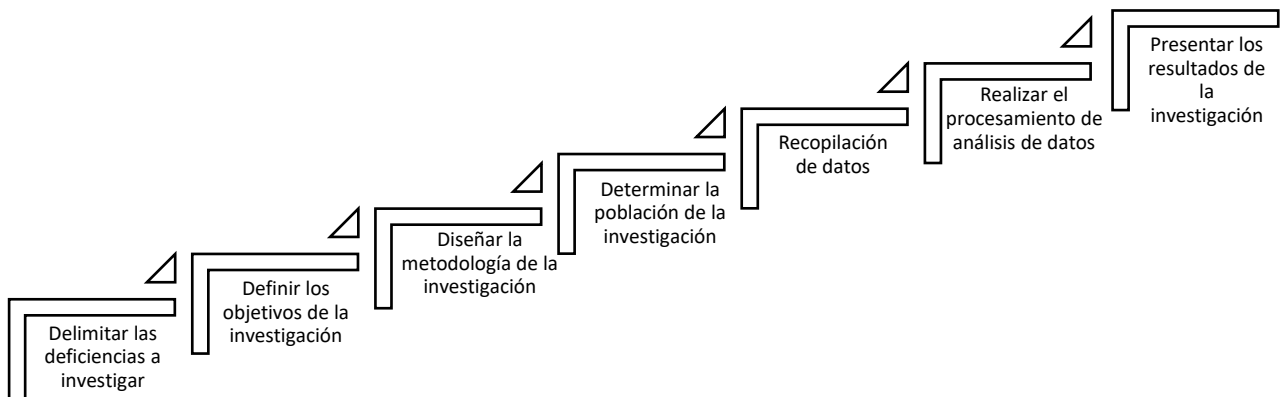 Delimitar las
deficiencias a
investigar
Definir los
objetivos de la
investigación
Diseñar la
metodología de la
investigación
Determinar la
población de la
investigación
Recopilación
de datos
Realizar el
procesamiento de
análisis de datos
Presentar los
resultados de
la
investigación